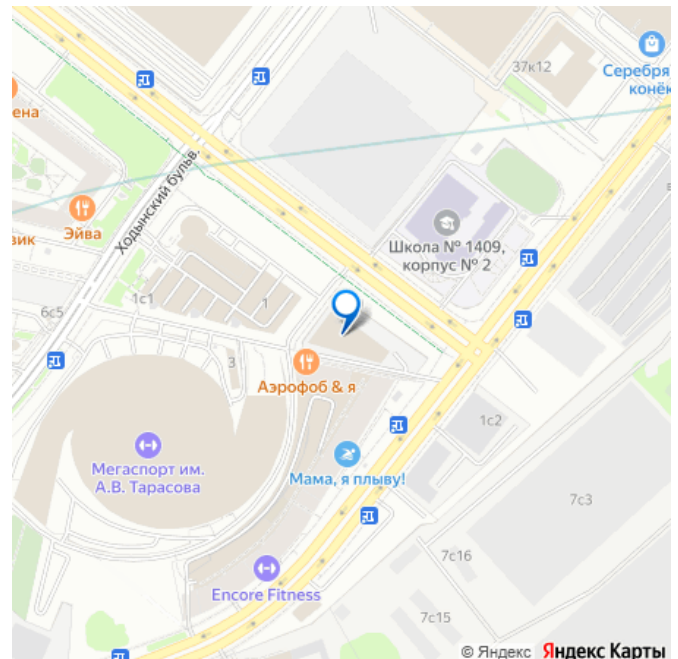 37к12
Серебря
конёк
ена
Ходынский бульв.
Эйва
вик
Школа № 1409,
корпус № 2
1с1
1
6с5
3
Аэрофоб & я
1с2
Мегаспорт им.
А.В. Тарасова
Мама, я плыву!
7с3
7с16
Encore Fitness
7с15
© Яндекс Яндекс Карты